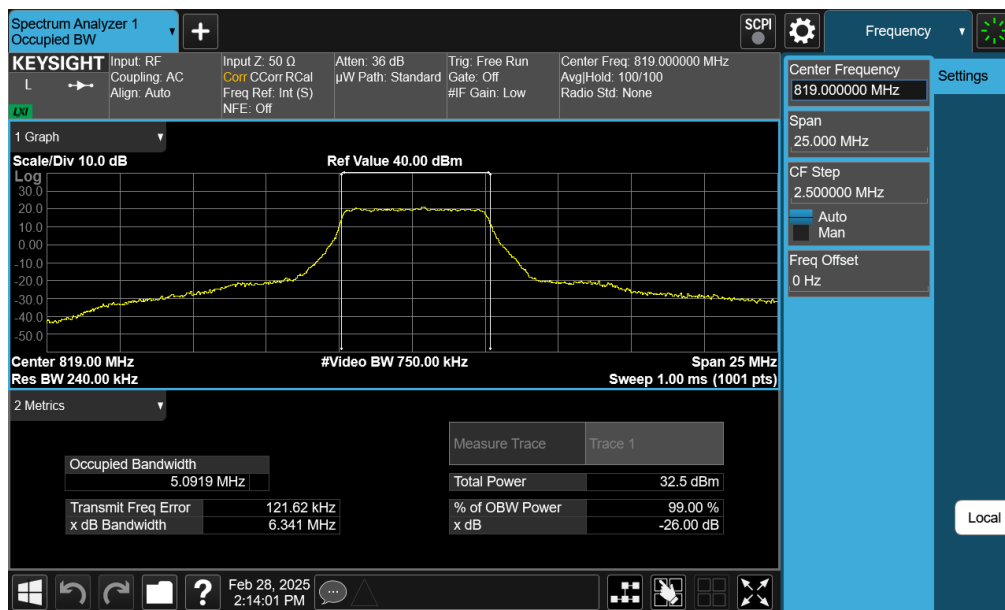 Spectrum Analyzer 1
Occupied BW
SCPI
Frequency
KEYSIGHT
L
LXI
Input: RF
Coupling: AC
Align: Auto
Input Z: 50 Ω
Corr CCorr RCal
Freq Ref: Int (S)
NFE: Off
Atten: 36 dB
µW Path: Standard
Trig: Free Run
Gate: Off
#IF Gain: Low
Center Freq: 819.000000 MHz
Avg|Hold: 100/100
Radio Std: None
Center Frequency
819.000000 MHz
Settings
Span
25.000 MHz
CF Step
2.500000 MHz
Auto
Man
Freq Offset
0 Hz
Local
1 Graph
Scale/Div 10.0 dB
Ref Value 40.00 dBm
Log
30.0
20.0
10.0
0.00
-10.0
-20.0
-30.0
-40.0
-50.0
Center 819.00 MHz
#Video BW 750.00 kHz
Span 25 MHz
Res BW 240.00 kHz
Sweep 1.00 ms (1001 pts)
2 Metrics
Measure Trace
Trace 1
Occupied Bandwidth
5.0919 MHz
Total Power
32.5 dBm
Transmit Freq Error
121.62 kHz
% of OBW Power
99.00 %
x dB Bandwidth
6.341 MHz
x dB
-26.00 dB
?
Feb 28, 2025
2:14:01 PM